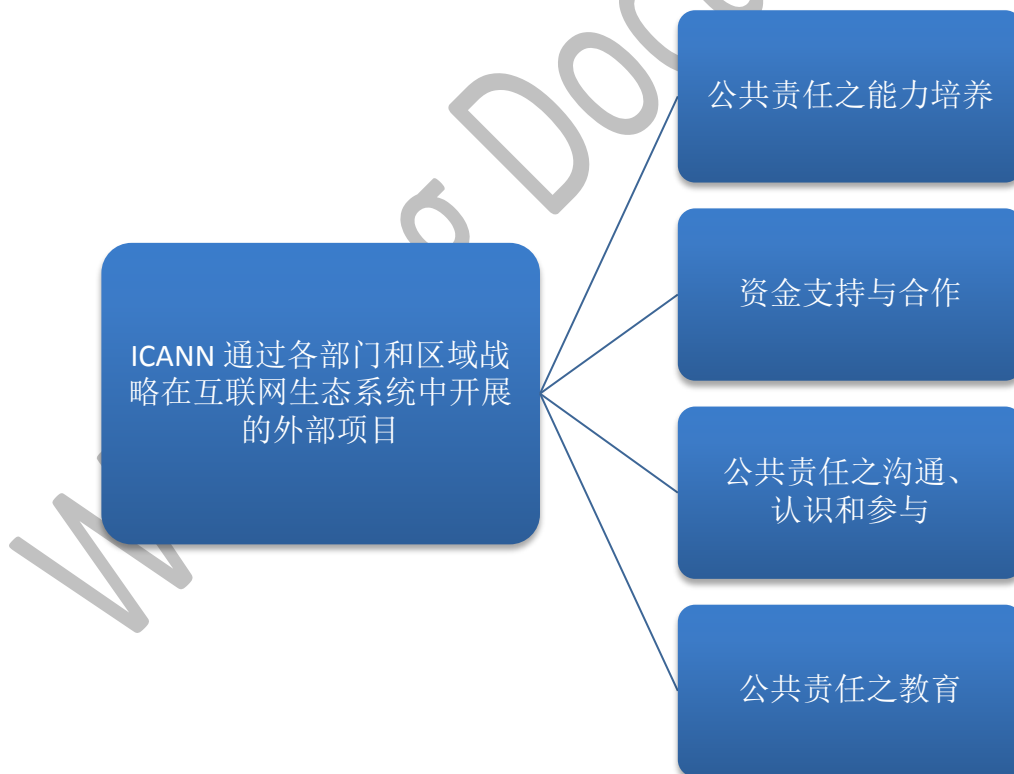 公共责任之能力培养
资金支持与合作
ICANN 通过各部门和区域战
略在互联网生态系统中开展
的外部项目
公共责任之沟通、
认识和参与
公共责任之教育